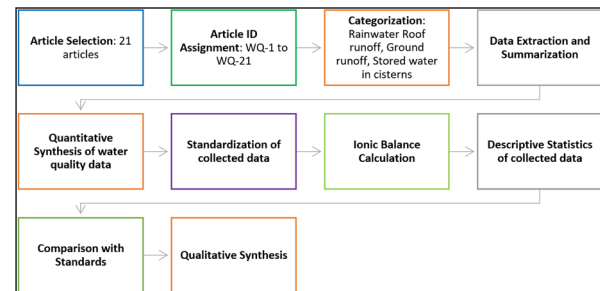 Article Selection: 21
articles
Article ID
Assignment: WQ-1 to
WQ-21
Categorization:
Rainwater Roof
runoff, Ground
runoff, Stored water
in cisterns
Data Extraction and
Summarization
Quantitative
Synthesis of water
quality data
Standardization of
collected data
Ionic Balance
Calculation
Descriptive Statistics
of collected data
Comparison with
Standards
Qualitative Synthesis